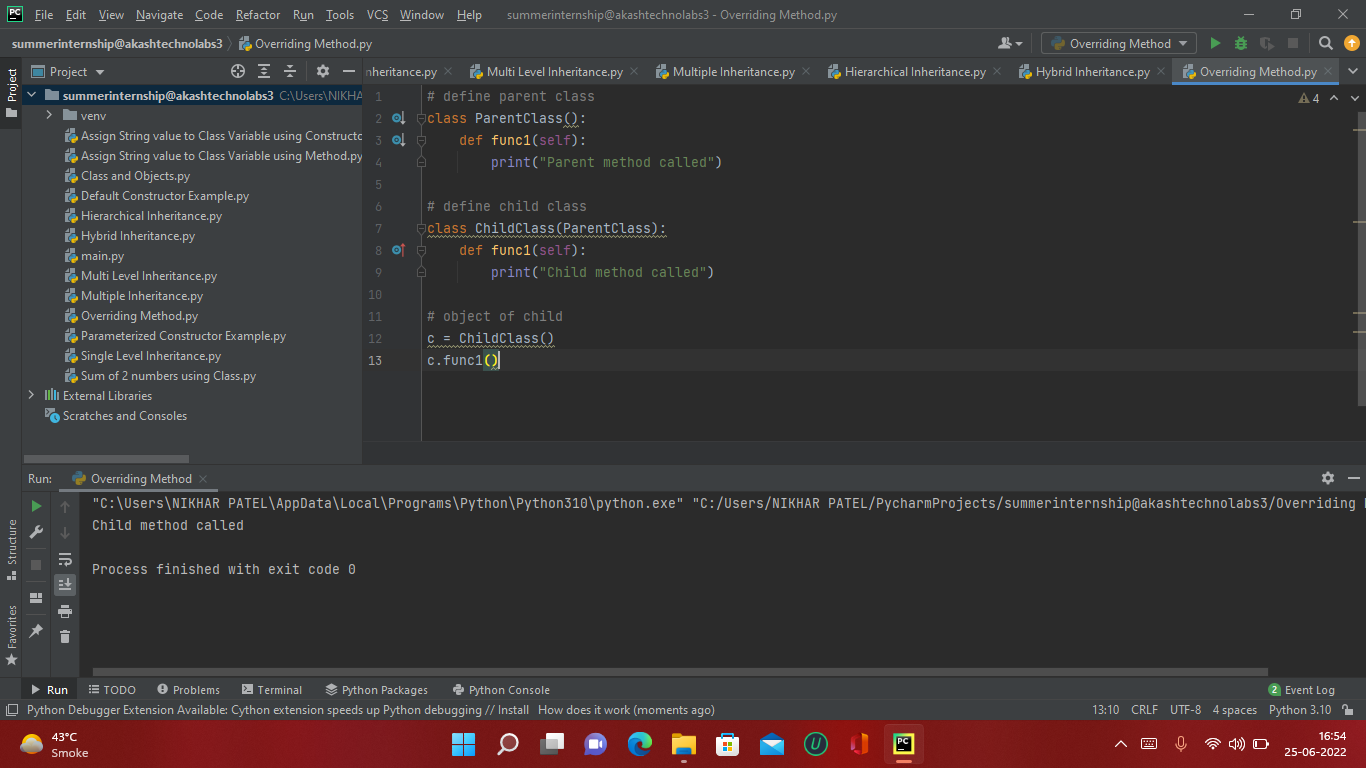 PC File Edit View Navigate Code Refactor Run Tools VCS Window Help summerinternship@akashtechnolabs3 - Overriding Method.py
summerinternship@akashtechnolabs3 Overriding Method.py Overriding Method
Project
Project
nheritance.py Multi Level Inheritance.py Multiple Inheritance.py Hierarchical Inheritance.py Hybrid Inheritance.py Overriding Method.py
summerinternship@akashtechnolabs3 C:\Users\NIKHAR
venv
Assign String value to Class Variable using Constructo
Assign String value to Class Variable using Method.py
Class and Objects.py
Default Constructor Example.py
Hierarchical Inheritance.py
Hybrid Inheritance.py
main.py
Multi Level Inheritance.py
Multiple Inheritance.py
Overriding Method.py
Parameterized Constructor Example.py
Single Level Inheritance.py
Sum of 2 numbers using Class.py
External Libraries
Scratches and Consoles
4
1 # define parent class
2 class ParentClass():
3 def func1(self):
4 print("Parent method called")
5
6 # define child class
7 class ChildClass(ParentClass):
8 def func1(self):
9 print("Child method called")
10
11 # object of child
12 c = ChildClass()
13 c.func1()
Run: Overriding Method
"C:\Users\NIKHAR PATEL\AppData\Local\Programs\Python\Python310\python.exe" "C:/Users/NIKHAR PATEL/PycharmProjects/summerinternship@akashtechnolabs3/Overriding
Child method called
Process finished with exit code 0
Structure
Favorites
Run TODO Problems Terminal Python Packages Python Console 2 Event Log
Python Debugger Extension Available: Cython extension speeds up Python debugging // Install How does it work (moments ago) 13:10 CRLF UTF-8 4 spaces Python 3.10
43°C
Smoke
U
PC
16:54
25-06-2022